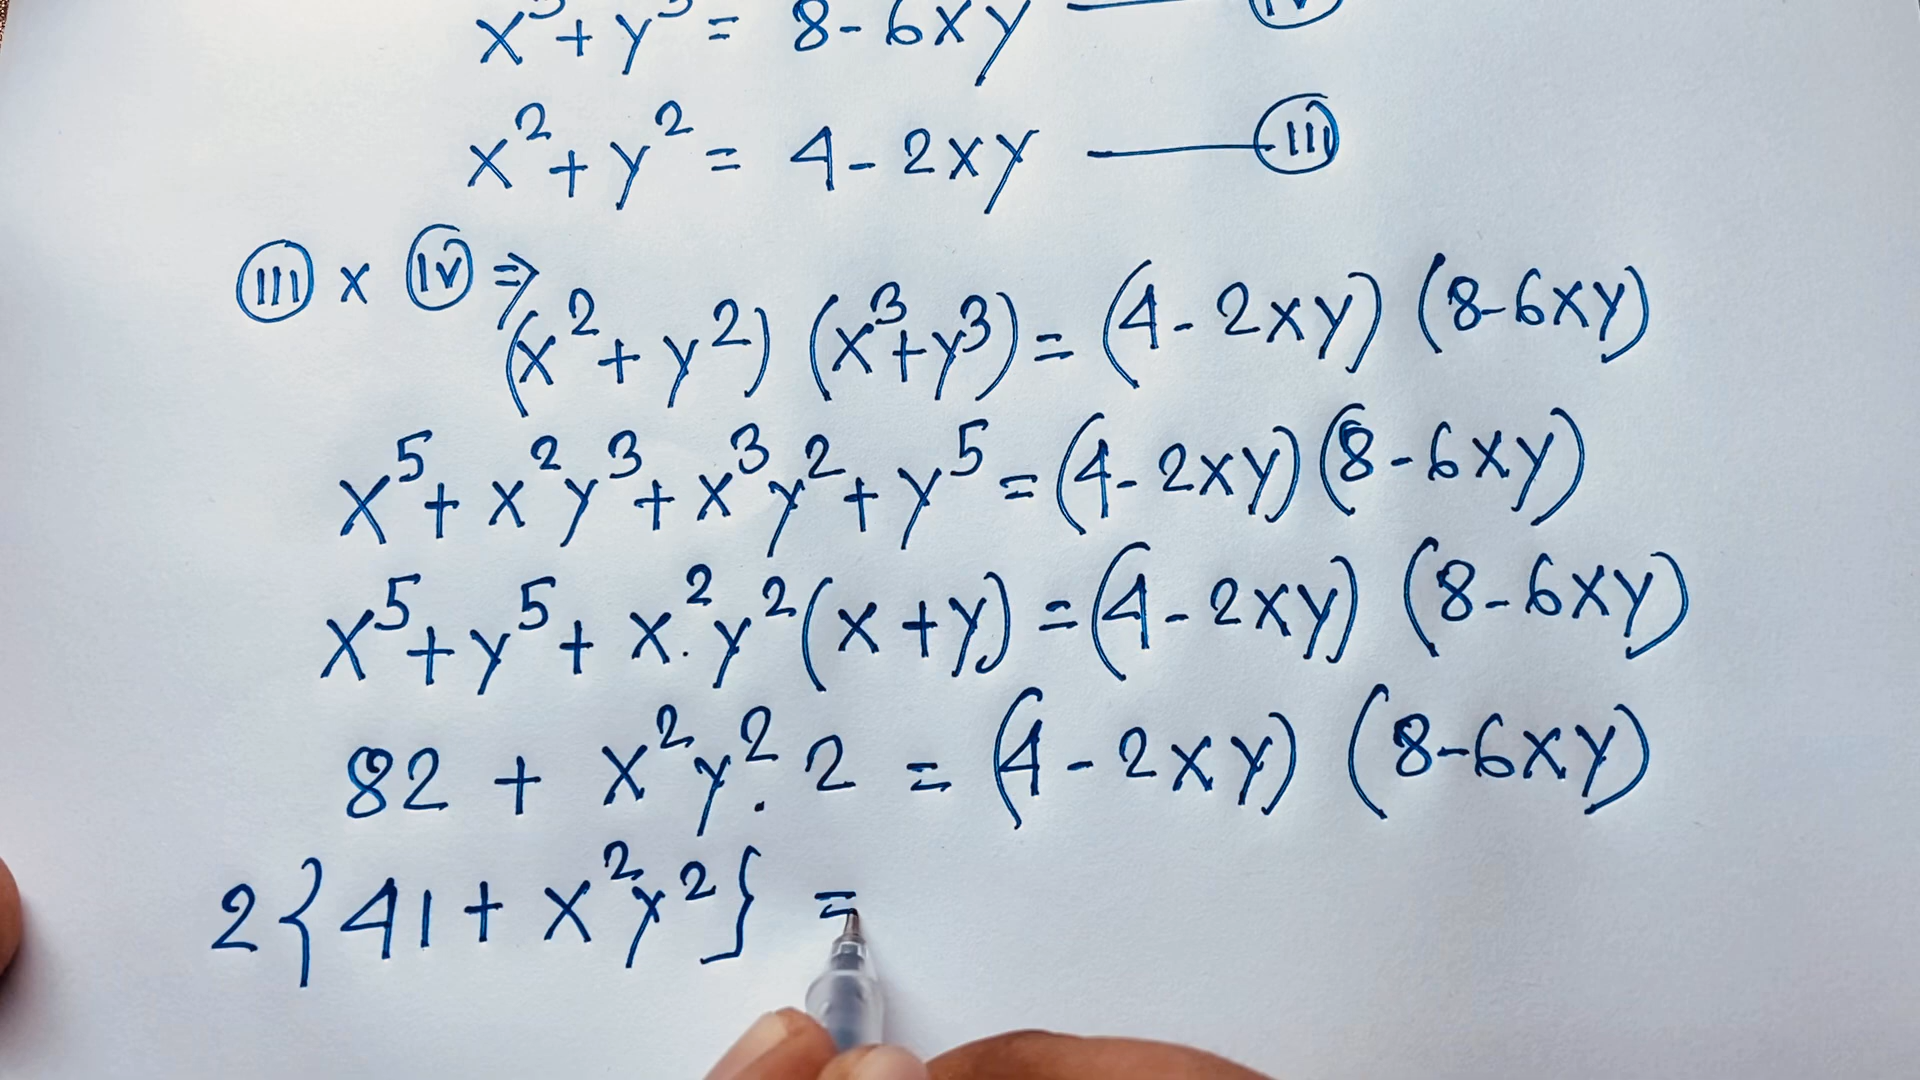 x³ + y³ = 8 - 6xy — (iv)
x² + y² = 4 - 2xy — (iii)
(iii) x (iv) ⇒
(x² + y²) (x³ + y³) = (4 - 2xy) (8 - 6xy)
x⁵ + x²y³ + x³y² + y⁵ = (4 - 2xy) (8 - 6xy)
x⁵ + y⁵ + x².y² (x + y) = (4 - 2xy) (8 - 6xy)
82 + x²y².2 = (4 - 2xy) (8 - 6xy)
2{41 + x²y²} =